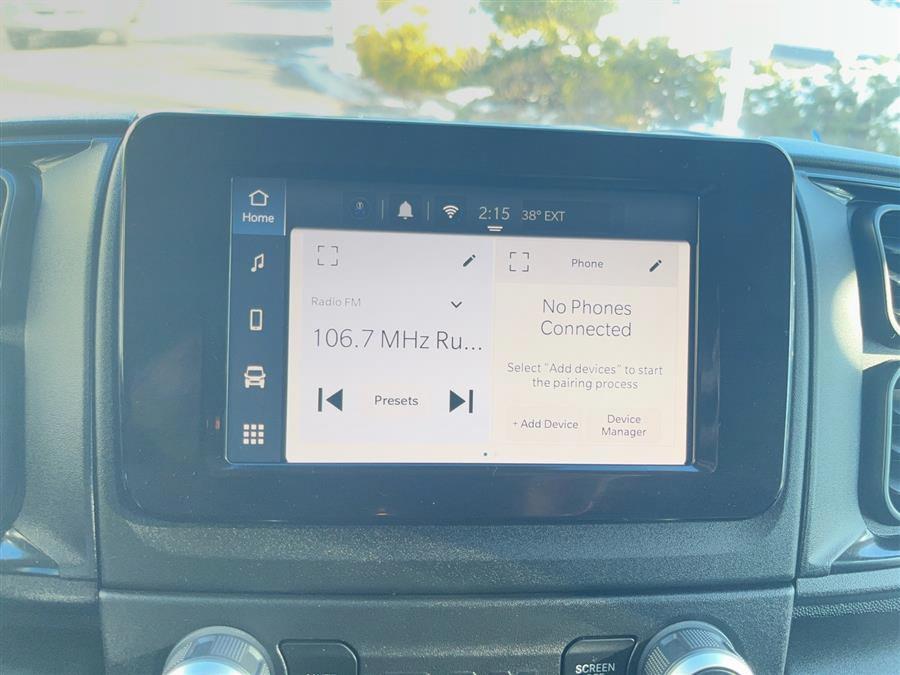 Home
2:15 38° EXT
Radio FM
106.7 MHz Ru...
Presets
Phone
No Phones
Connected
Select "Add devices" to start
the pairing process
+ Add Device
Device
Manager
SCREEN